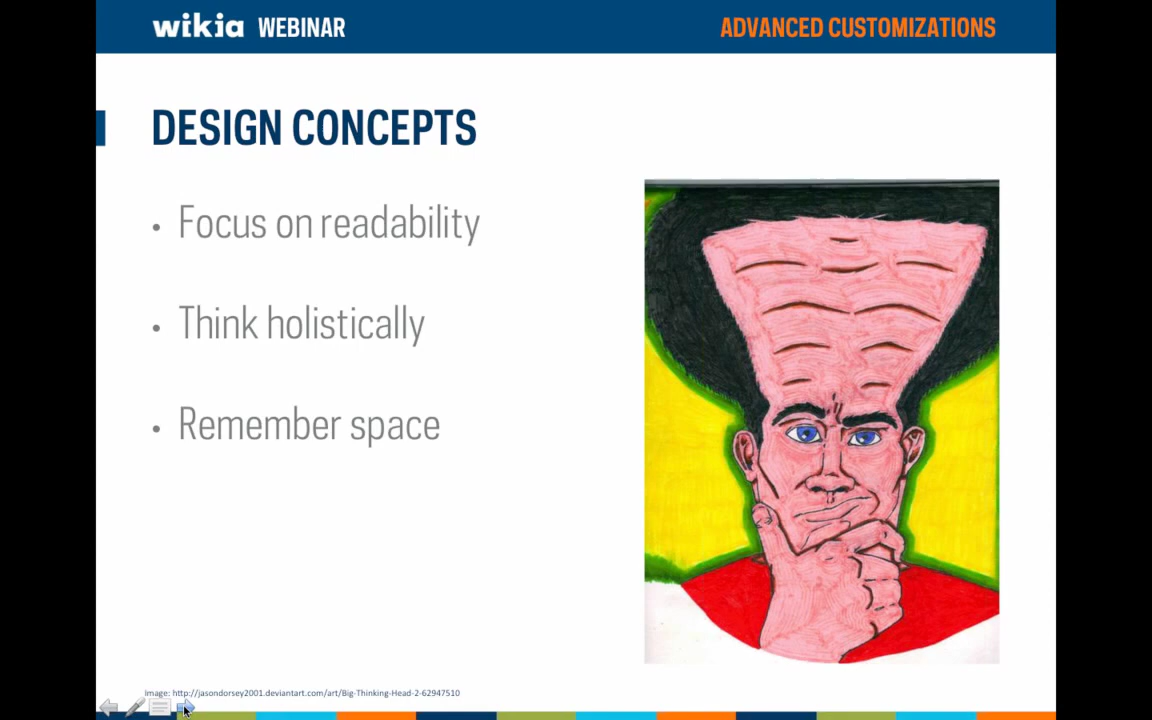 wikia WEBINAR
ADVANCED CUSTOMIZATIONS
DESIGN CONCEPTS
• Focus on readability
• Think holistically
• Remember space
Image: http://jasondorsey2001.deviantart.com/art/Big-Thinking-Head-2-62947510